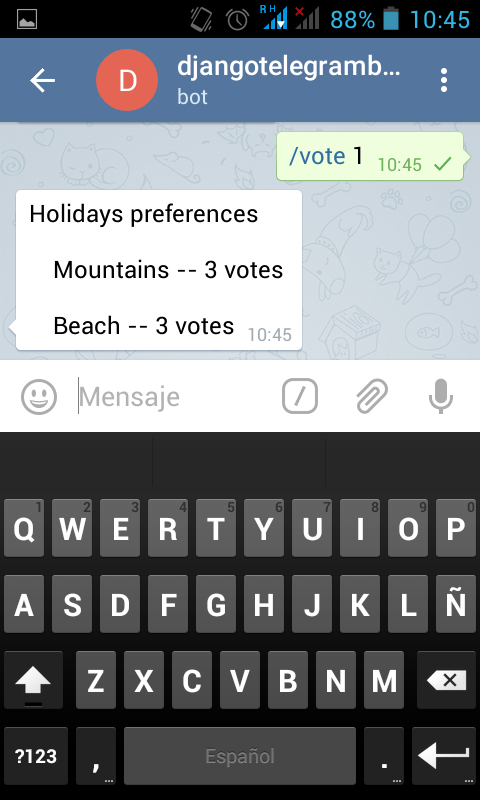 R H 88% 10:45
D djangotelegramb...
bot
/vote 1 10:45
Holidays preferences
Mountains -- 3 votes
Beach -- 3 votes 10:45
Mensaje
1 2 3 4 5 6 7 8 9 0
Q W E R T Y U I O P
A S D F G H J K L Ñ
Z X C V B N M
?123 , ... Español . ... ...